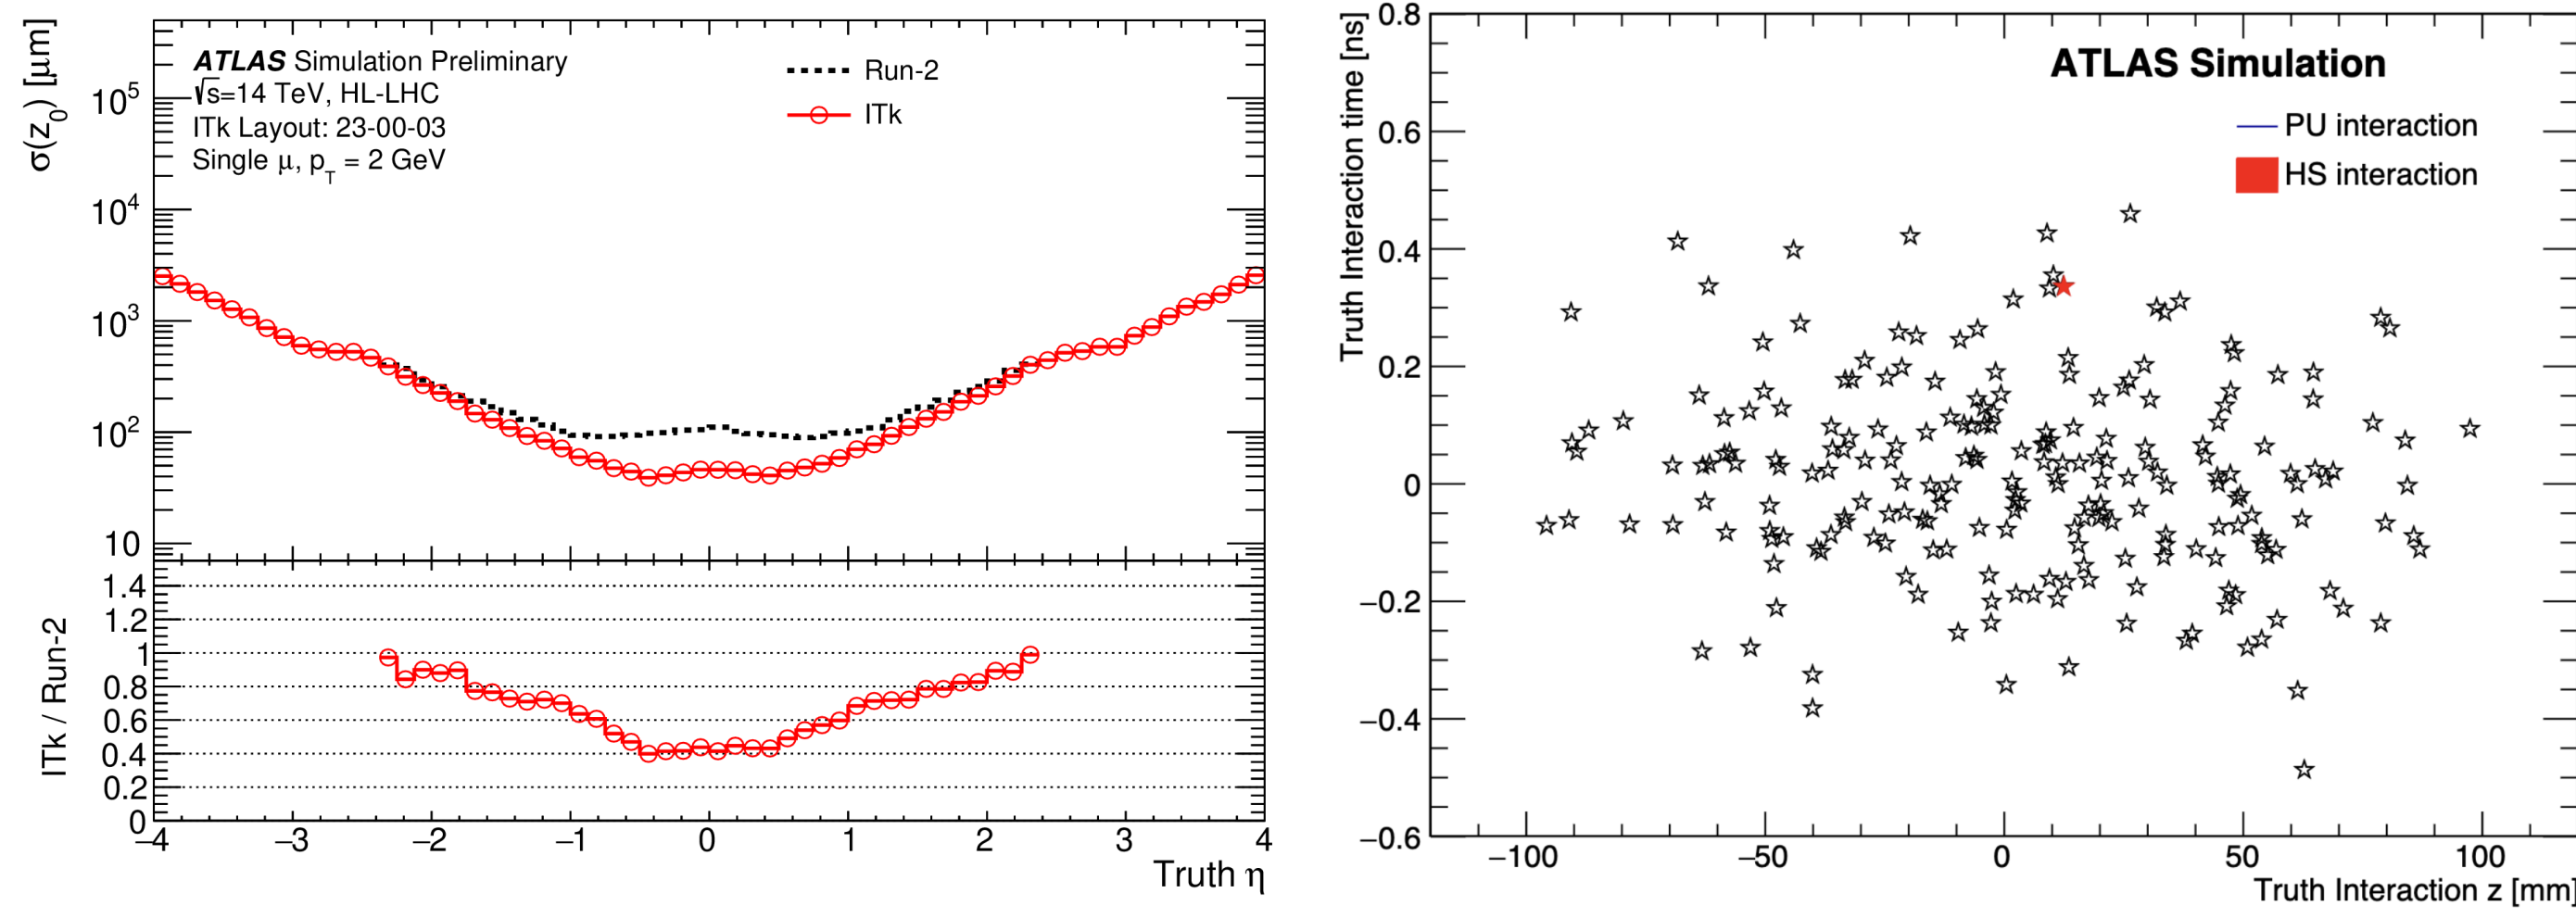 σ(z0) [μm]
ATLAS Simulation Preliminary
√s=14 TeV, HL-LHC
ITk Layout: 23-00-03
Single μ, pT = 2 GeV
Run-2
ITk
10^5
10^4
10^3
10^2
10
ITk / Run-2
1.4
1.2
1
0.8
0.6
0.4
0.2
0
−4 −3 −2 −1 0 1 2 3 4
Truth η
Truth Interaction time [ns]
ATLAS Simulation
PU interaction
HS interaction
0.8
0.6
0.4
0.2
0
−0.2
−0.4
−0.6
−100 −50 0 50 100
Truth Interaction z [mm]